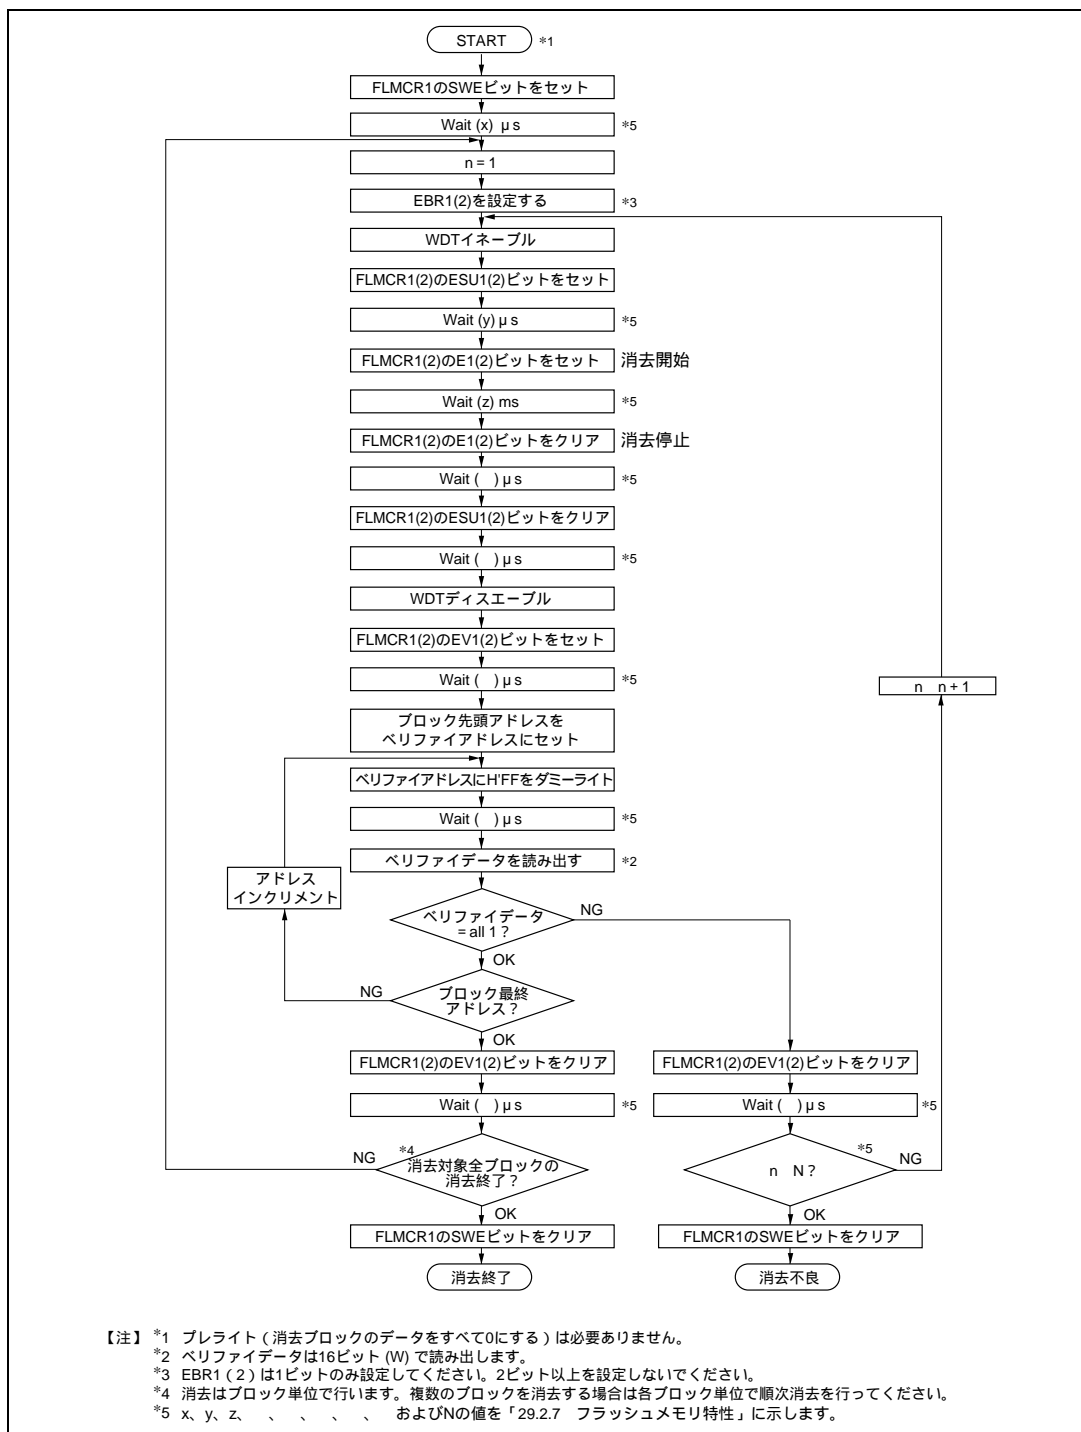 START *1
FLMCR1のSWEビットをセット
Wait (x) μs *5
n = 1
EBR1(2)を設定する *3
WDTイネーブル
FLMCR1(2)のESU1(2)ビットをセット
Wait (y) μs *5
FLMCR1(2)のE1(2)ビットをセット 消去開始
Wait (z) ms *5
FLMCR1(2)のE1(2)ビットをクリア 消去停止
Wait ( ) μs *5
FLMCR1(2)のESU1(2)ビットをクリア
Wait ( ) μs *5
WDTディスエーブル
FLMCR1(2)のEV1(2)ビットをセット
Wait ( ) μs *5
n n + 1
ブロック先頭アドレスを
ベリファイアドレスにセット
ベリファイアドレスにH'FFをダミーライト
Wait ( ) μs *5
ベリファイデータを読み出す *2
アドレス
インクリメント
ベリファイデータ
= all 1?
NG
OK
ブロック最終
アドレス?
NG
OK
FLMCR1(2)のEV1(2)ビットをクリア
Wait ( ) μs *5
*4
消去対象全ブロックの
消去終了?
NG
OK
FLMCR1のSWEビットをクリア
消去終了
FLMCR1(2)のEV1(2)ビットをクリア
Wait ( ) μs *5
*5
n N?
NG
OK
FLMCR1のSWEビットをクリア
消去不良
【注】 *1 プレライト(消去ブロックのデータをすべて0にする)は必要ありません。
*2 ベリファイデータは16ビット (W) で読み出します。
*3 EBR1(2)は1ビットのみ設定してください。2ビット以上を設定しないでください。
*4 消去はブロック単位で行います。複数のブロックを消去する場合は各ブロック単位で順次消去を行ってください。
*5 x、y、z、 、 、 、 、 およびNの値を「29.2.7 フラッシュメモリ特性」に示します。